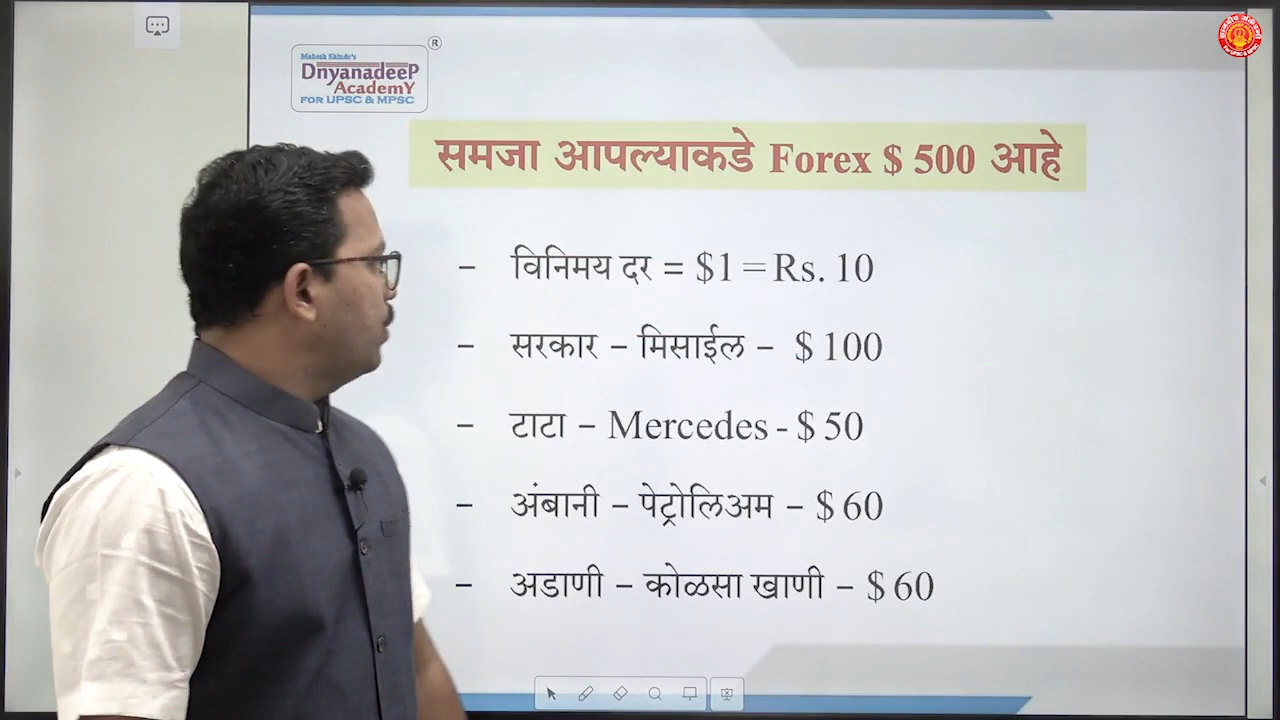 Mahesh Shinde's
DnyanadeeP
AcademY
FOR UPSC & MPSC
®
समजा आपल्याकडे Forex $ 500 आहे
– विनिमय दर = $1 = Rs. 10
– सरकार – मिसाईल – $ 100
– टाटा – Mercedes - $ 50
– अंबानी – पेट्रोलिअम – $ 60
– अडाणी – कोळसा खाणी – $ 60